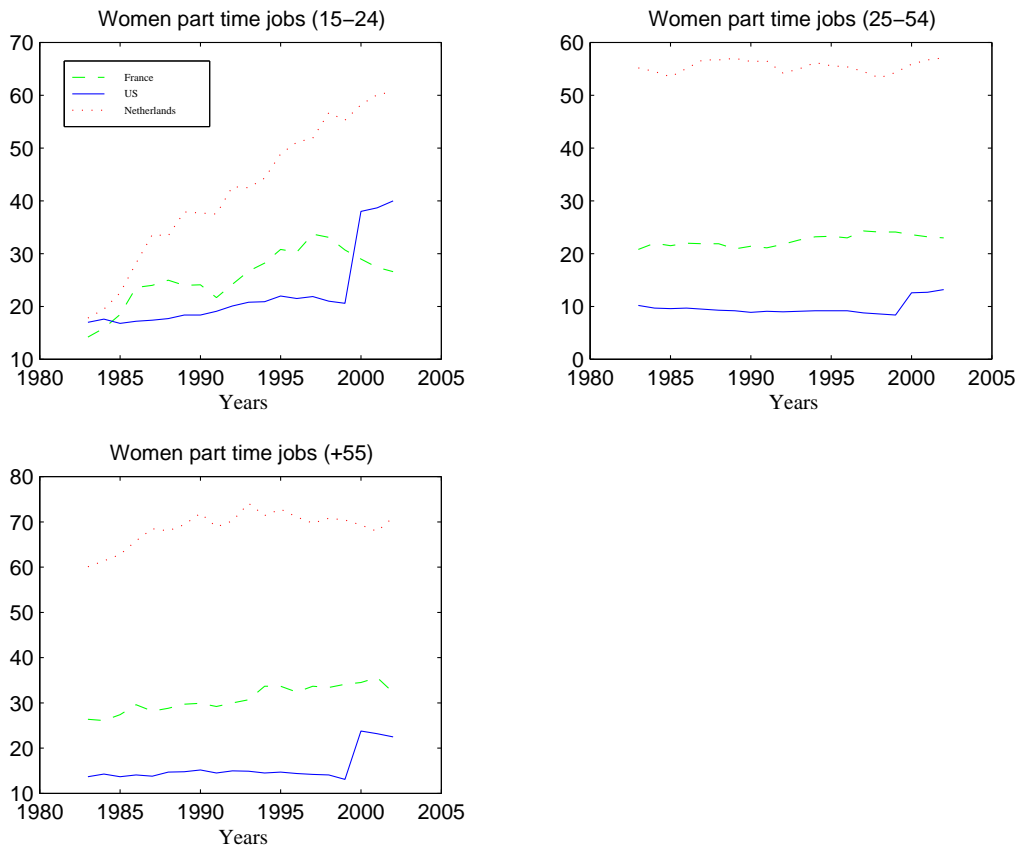 Women part time jobs (15−24)
70
60
50
40
30
20
10
1980 1985 1990 1995 2000 2005
Years
France
US
Netherlands
Women part time jobs (25−54)
60
50
40
30
20
10
0
1980 1985 1990 1995 2000 2005
Years
Women part time jobs (+55)
80
70
60
50
40
30
20
10
1980 1985 1990 1995 2000 2005
Years